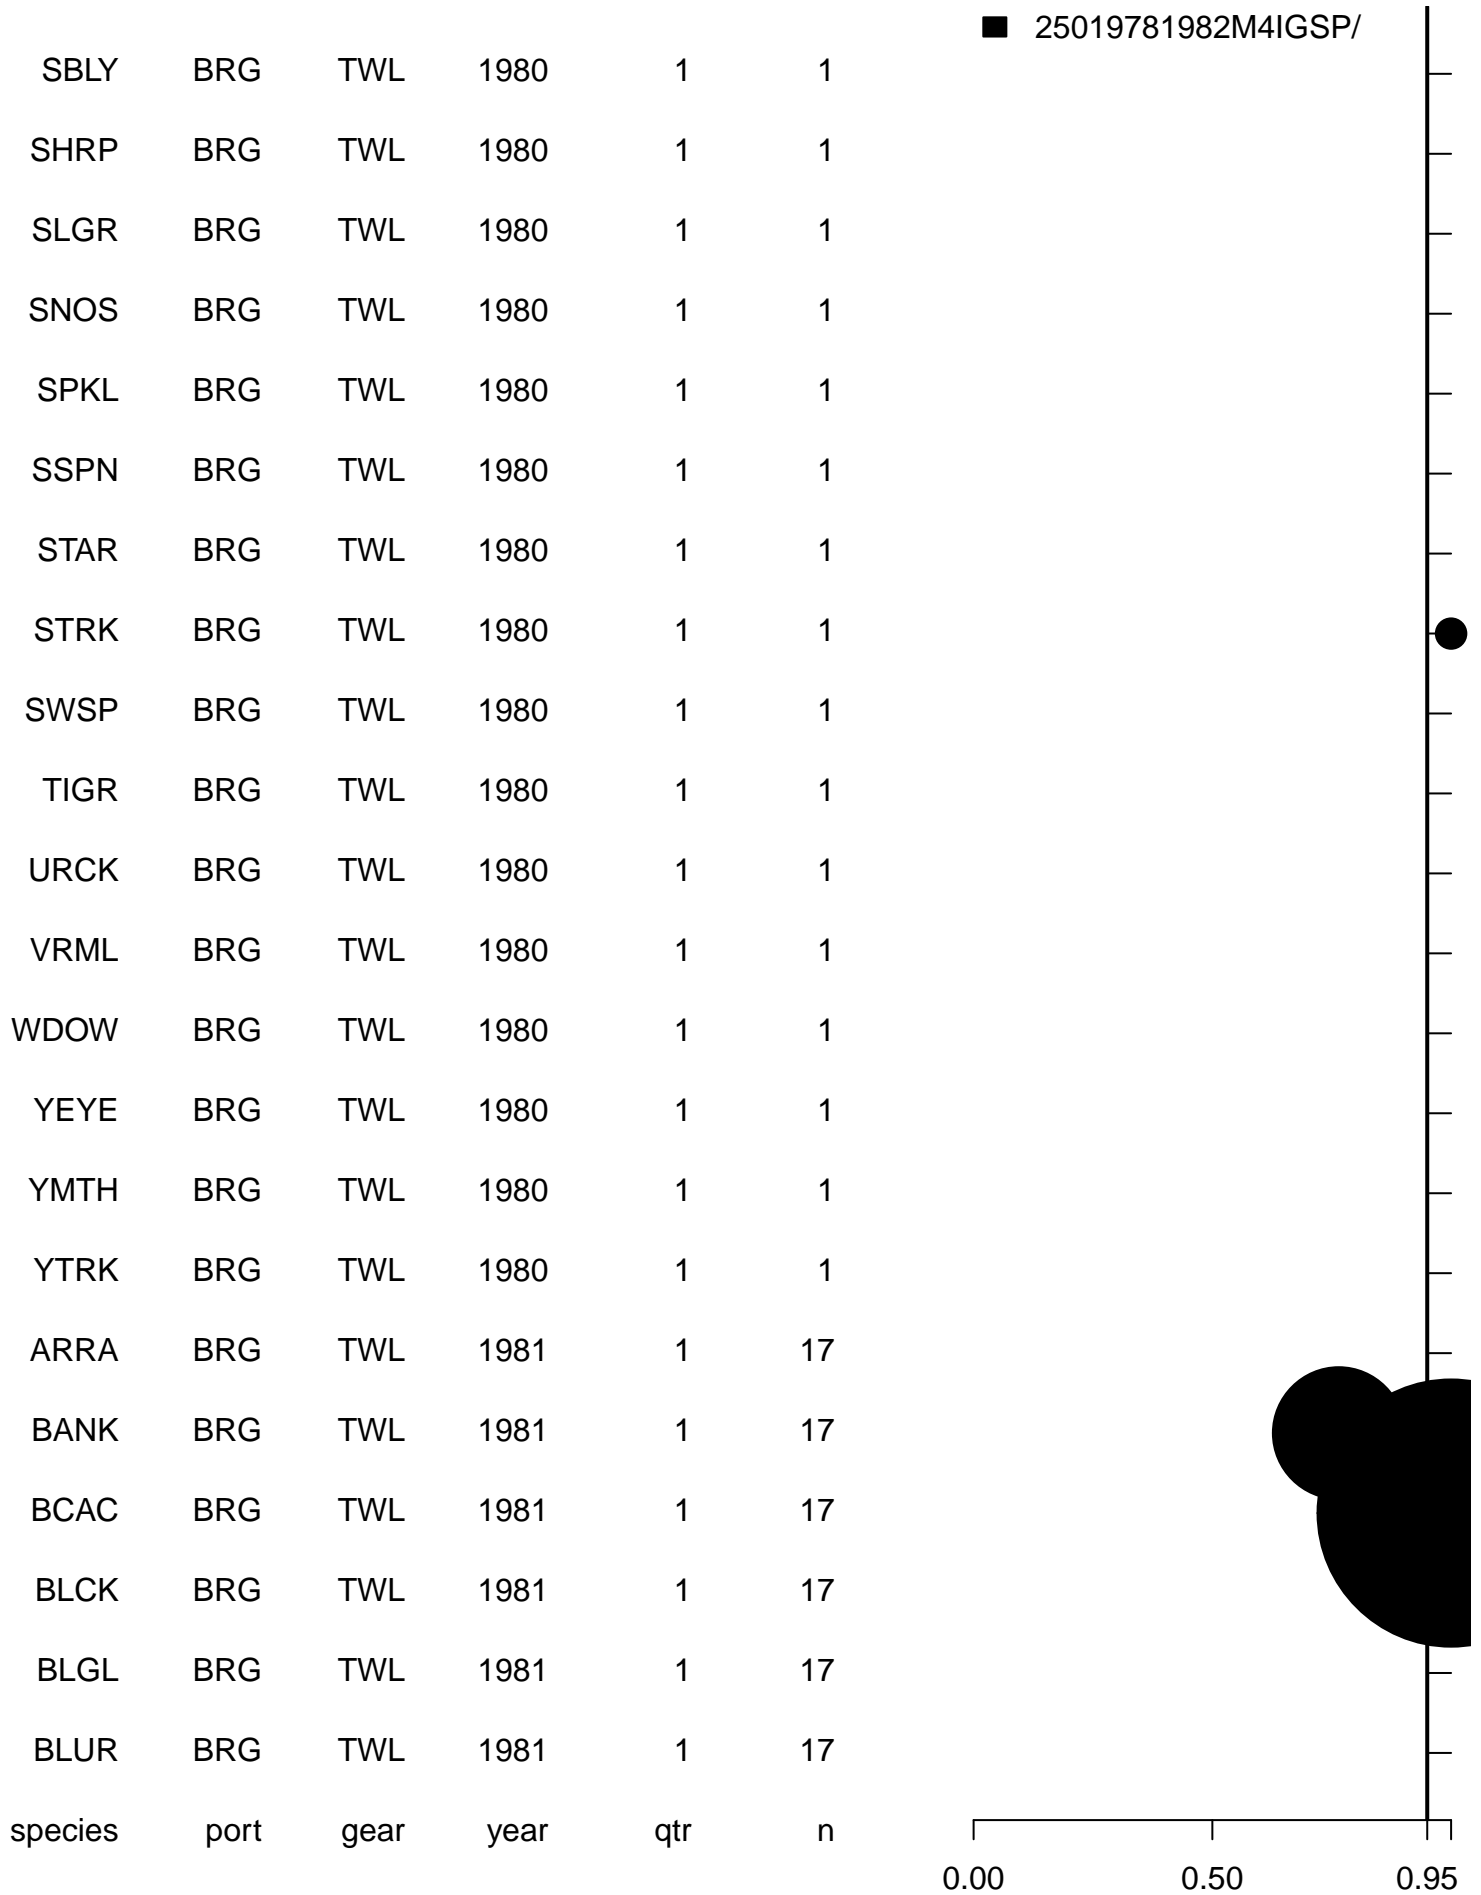 25019781982M4IGSP/
SBLY BRG TWL 1980 1 1
SHRP BRG TWL 1980 1 1
SLGR BRG TWL 1980 1 1
SNOS BRG TWL 1980 1 1
SPKL BRG TWL 1980 1 1
SSPN BRG TWL 1980 1 1
STAR BRG TWL 1980 1 1
STRK BRG TWL 1980 1 1
SWSP BRG TWL 1980 1 1
TIGR BRG TWL 1980 1 1
URCK BRG TWL 1980 1 1
VRML BRG TWL 1980 1 1
WDOW BRG TWL 1980 1 1
YEYE BRG TWL 1980 1 1
YMTH BRG TWL 1980 1 1
YTRK BRG TWL 1980 1 1
ARRA BRG TWL 1981 1 17
BANK BRG TWL 1981 1 17
BCAC BRG TWL 1981 1 17
BLCK BRG TWL 1981 1 17
BLGL BRG TWL 1981 1 17
BLUR BRG TWL 1981 1 17
species port gear year qtr n
0.00 0.50 0.95